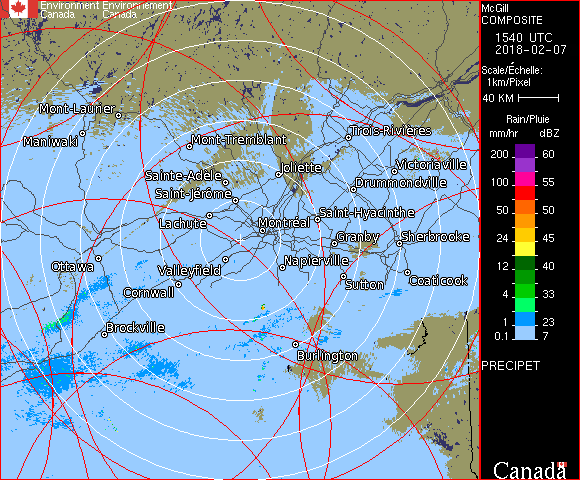 Environment Environnement
Canada Canada
McGill
COMPOSITE
1540 UTC
2018-02-07
Scale/Échelle:
1km/Pixel
40 KM
Rain/Pluie
mm/hr dBZ
200 60
100 55
50 50
24 45
12 40
4 33
1 23
0.1 7
PRECIPET
Canada
Mont-Laurier
Maniwaki
Mont-Tremblant
Trois-Rivières
Joliette
Victoriaville
Sainte-Adèle
Drummondville
Saint-Jérôme
Saint-Hyacinthe
Lachute
Montréal
Granby
Sherbrooke
Ottawa
Valleyfield
Napierville
Cornwall
Sutton
Coaticook
Brockville
Burlington